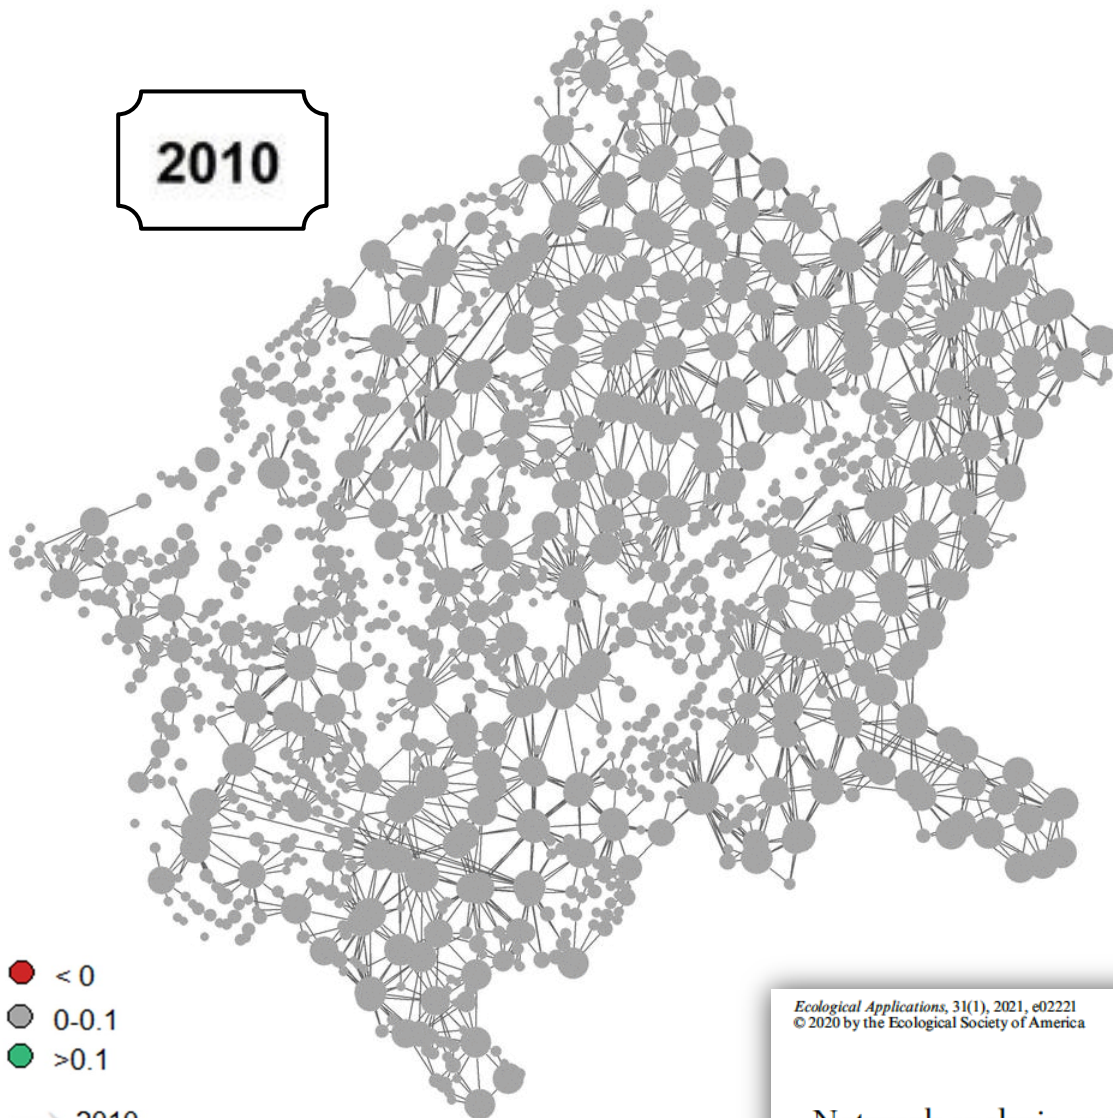 2010
< 0
0-0.1
>0.1
2010
Ecological Applications, 31(1), 2021, e02221
© 2020 by the Ecological Society of America